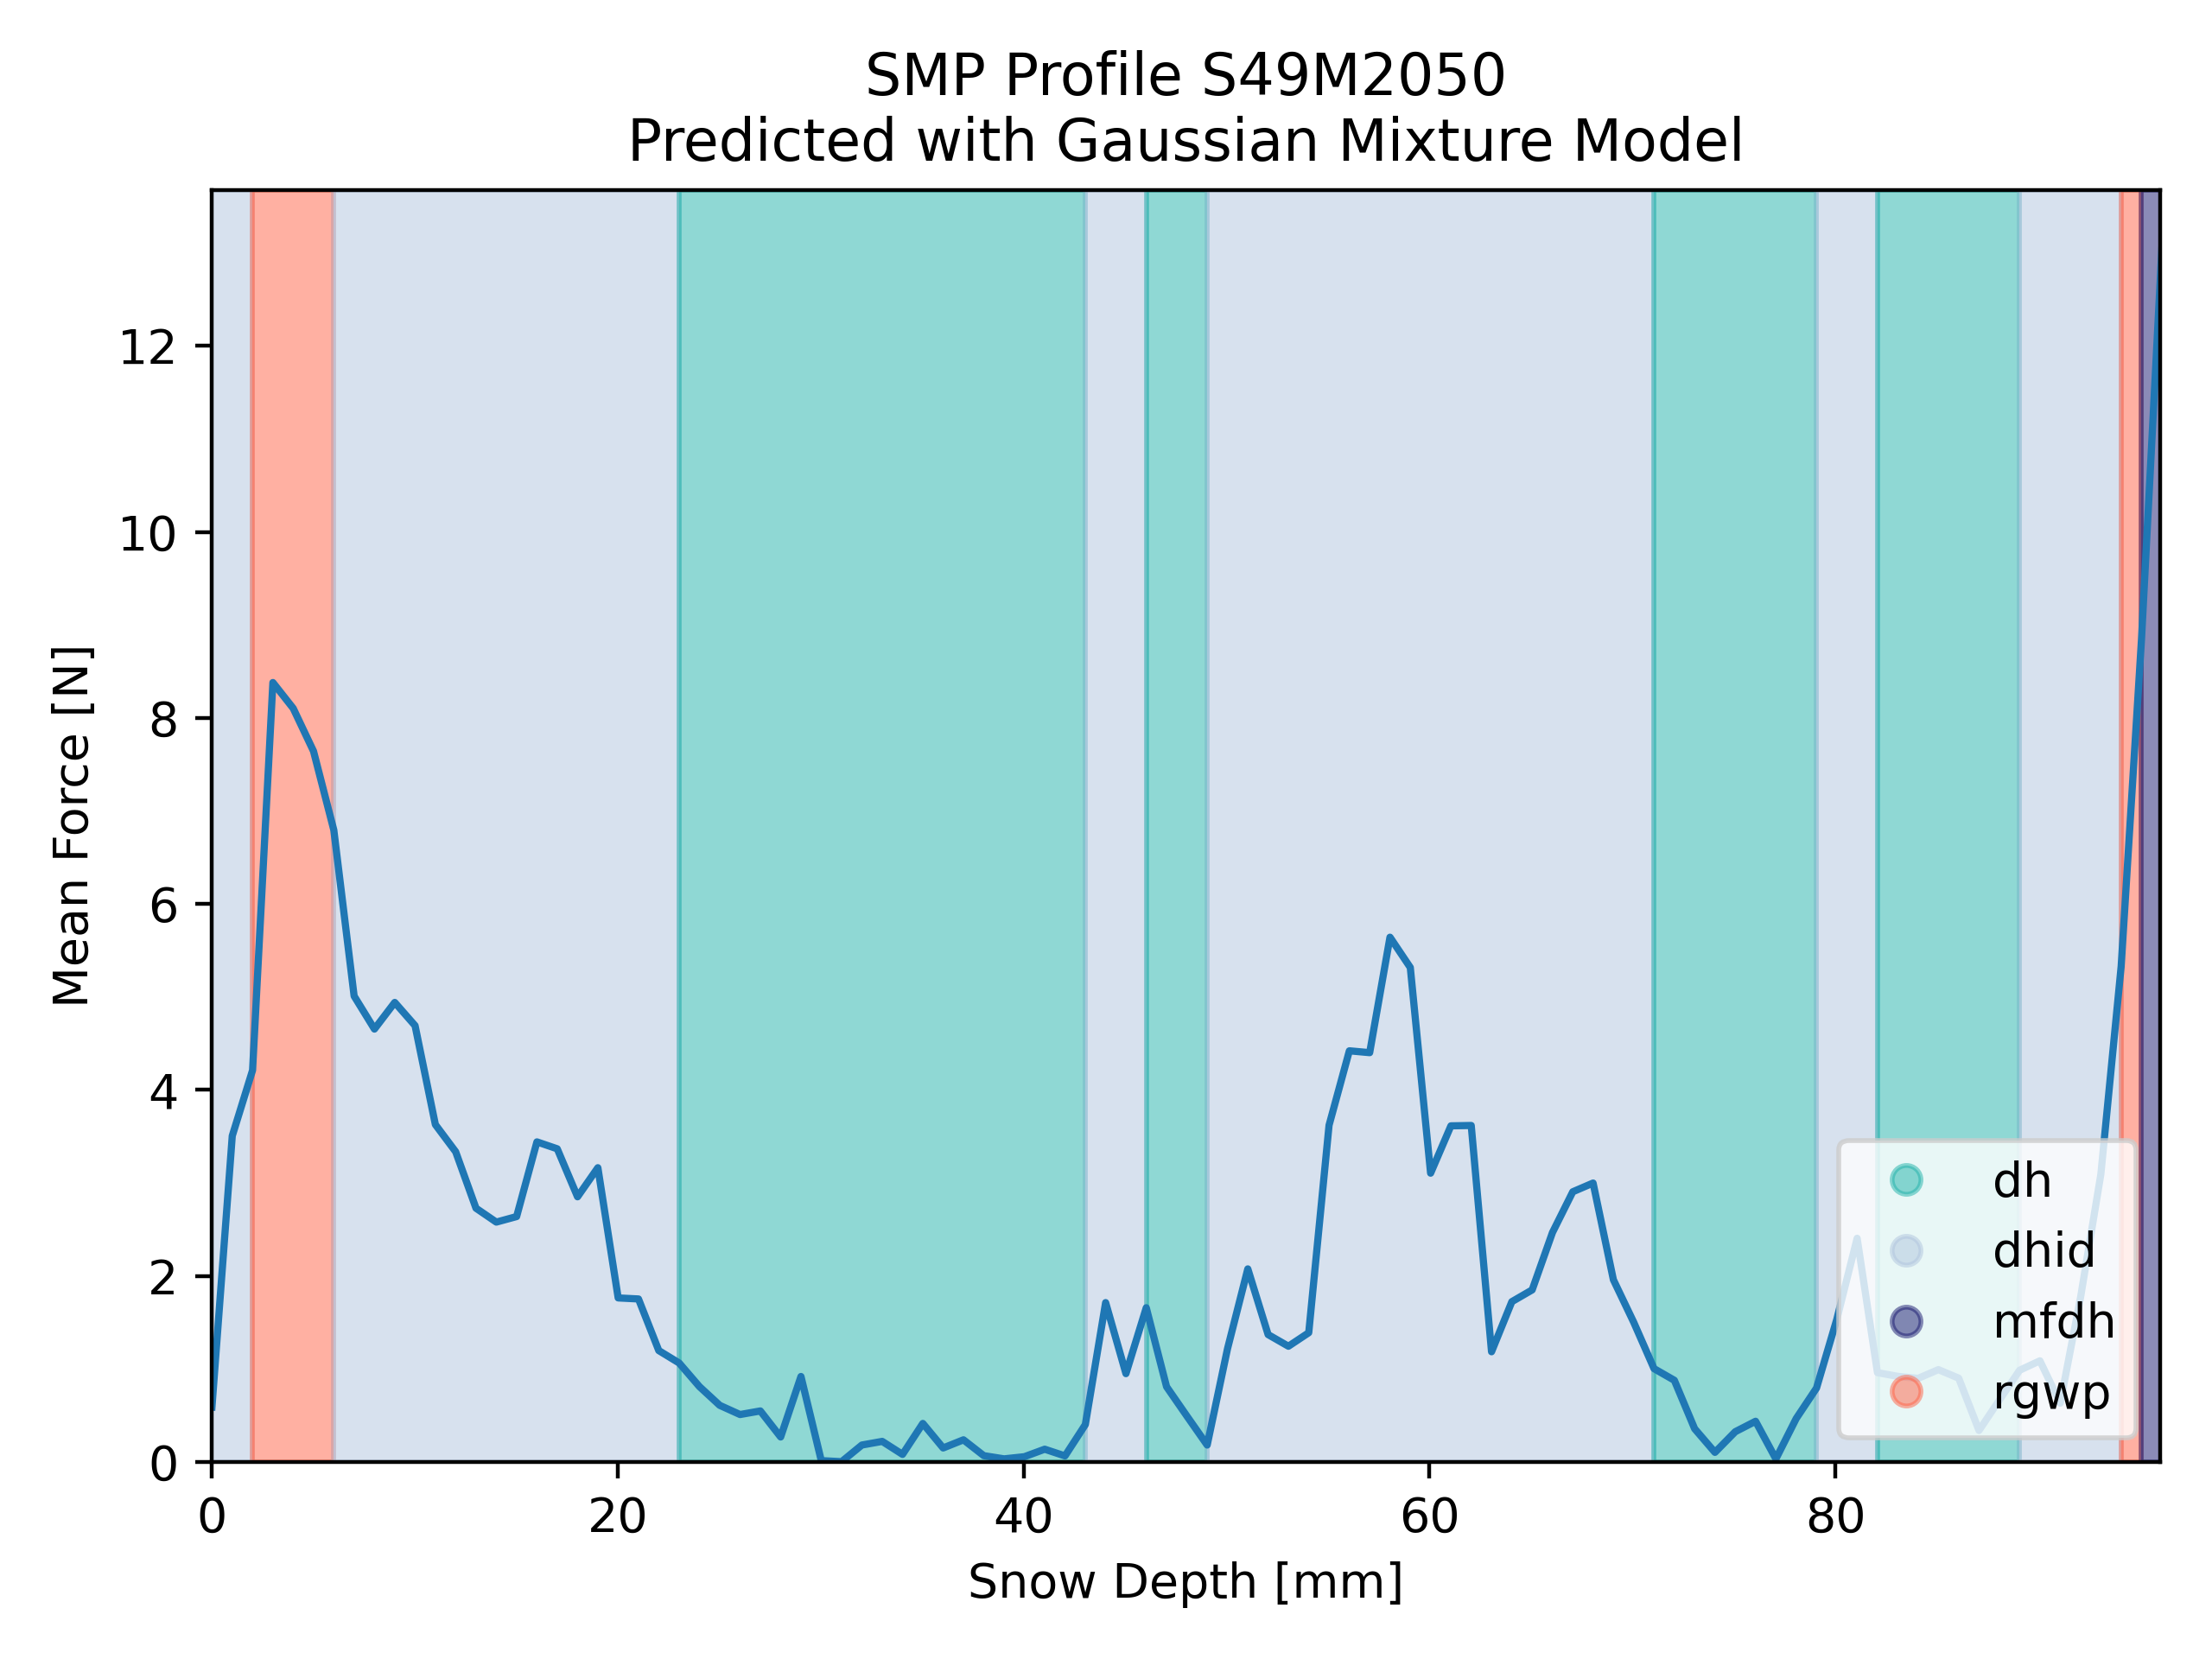 SMP Profile S49M2050
Predicted with Gaussian Mixture Model
Mean Force [N]
12
10
8
6
4
2
0
0 20 40 60 80
Snow Depth [mm]
dh
dhid
mfdh
rgwp